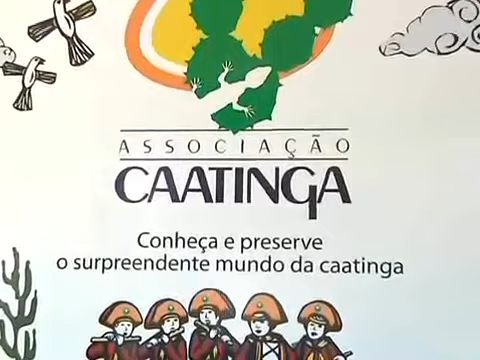 ASSOCIAÇÃO
CAATINGA
Conheça e preserve
o surpreendente mundo da caatinga